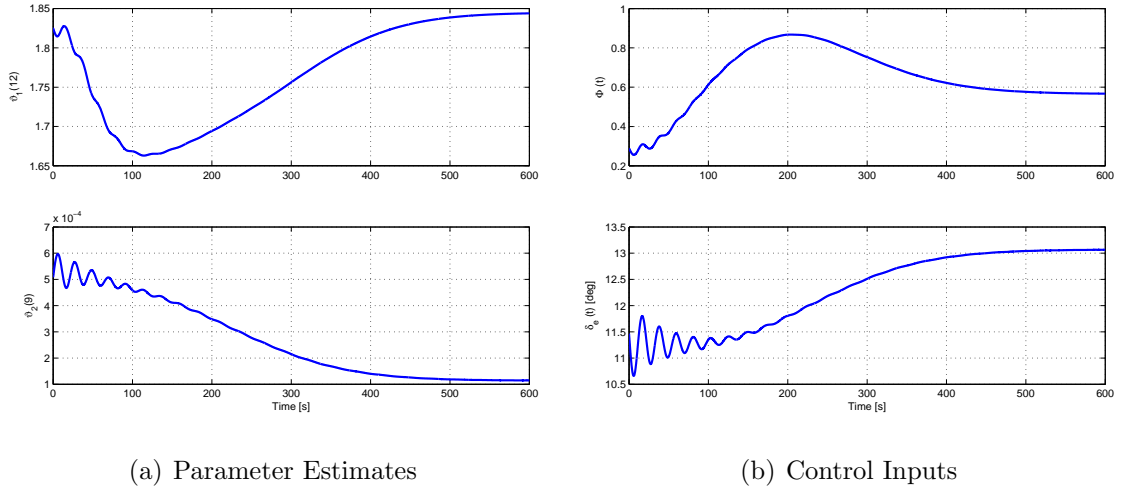 1.85
1.8
1.75
1.7
1.65
ϑ₁(12)
0 100 200 300 400 500 600
x 10⁻⁴
7
6
5
4
3
2
1
ϑ₂(9)
0 100 200 300 400 500 600
Time [s]
(a) Parameter Estimates
1
0.8
0.6
0.4
0.2
Φ (t)
0 100 200 300 400 500 600
13.5
13
12.5
12
11.5
11
10.5
δₑ (t) [deg]
0 100 200 300 400 500 600
Time [s]
(b) Control Inputs